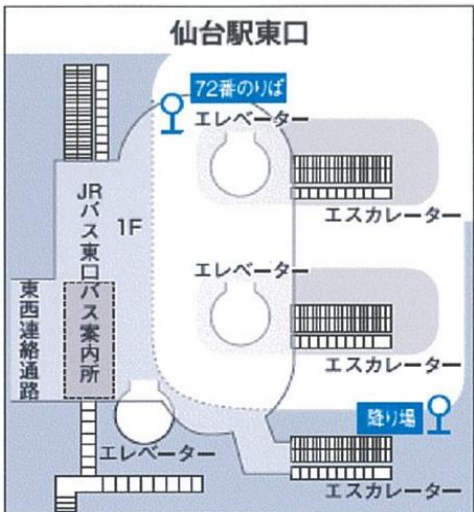 仙台駅東口
72番のりば
エレベーター
エスカレーター
JRバス東口バス案内所
1F
エレベーター
東西連絡通路
エスカレーター
降り場
エレベーター
エスカレーター